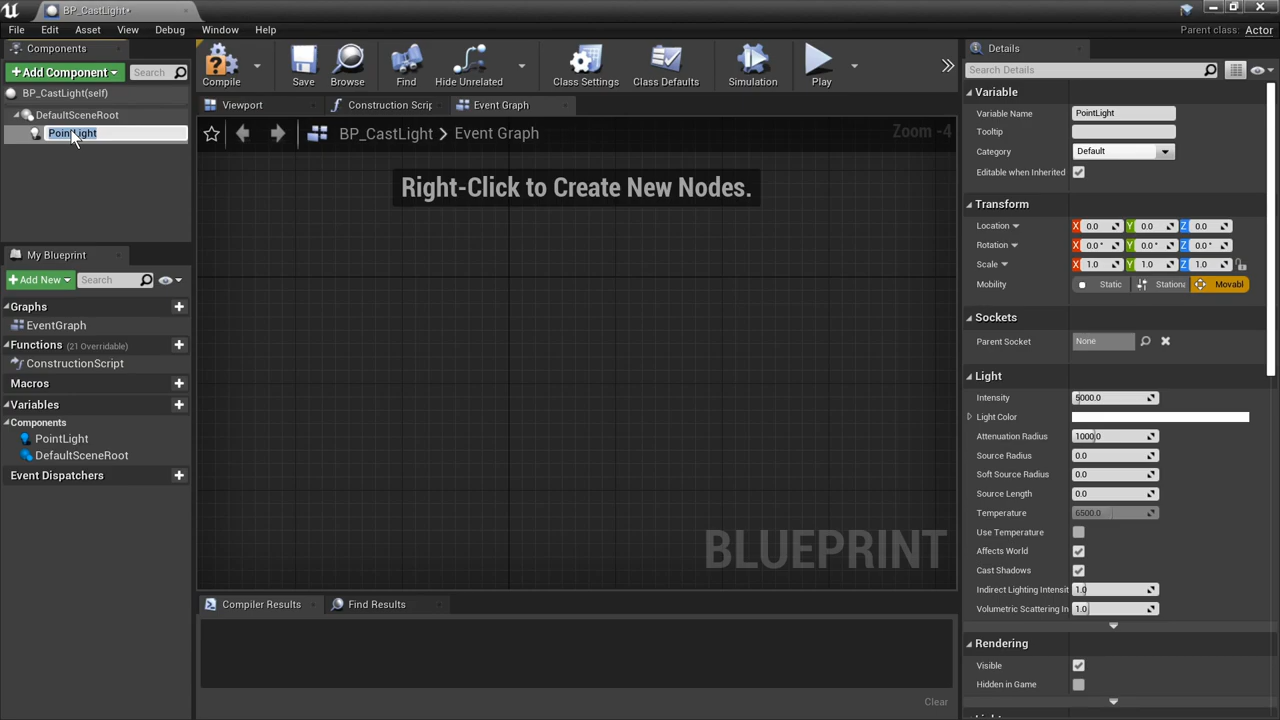 BP_CastLight*
File Edit Asset View Debug Window Help
Parent class: Actor
Components
+Add Component Search
BP_CastLight(self)
DefaultSceneRoot
PointLight
My Blueprint
+Add New Search
Graphs
EventGraph
Functions (21 Overridable)
ConstructionScript
Macros
Variables
Components
PointLight
DefaultSceneRoot
Event Dispatchers
Compile Save Browse Find Hide Unrelated Class Settings Class Defaults Simulation Play
Viewport Construction Scrip Event Graph
BP_CastLight > Event Graph Zoom -4
Right-Click to Create New Nodes.
BLUEPRINT
Compiler Results Find Results
Clear
Details
Search Details
Variable
Variable Name PointLight
Tooltip
Category Default
Editable when Inherited
Transform
Location X 0.0 Y 0.0 Z 0.0
Rotation X 0.0° Y 0.0° Z 0.0°
Scale X 1.0 Y 1.0 Z 1.0
Mobility Static Stationa Movabl
Sockets
Parent Socket None
Light
Intensity 5000.0
Light Color
Attenuation Radius 1000.0
Source Radius 0.0
Soft Source Radius 0.0
Source Length 0.0
Temperature 6500.0
Use Temperature
Affects World
Cast Shadows
Indirect Lighting Intensit 1.0
Volumetric Scattering In 1.0
Rendering
Visible
Hidden in Game